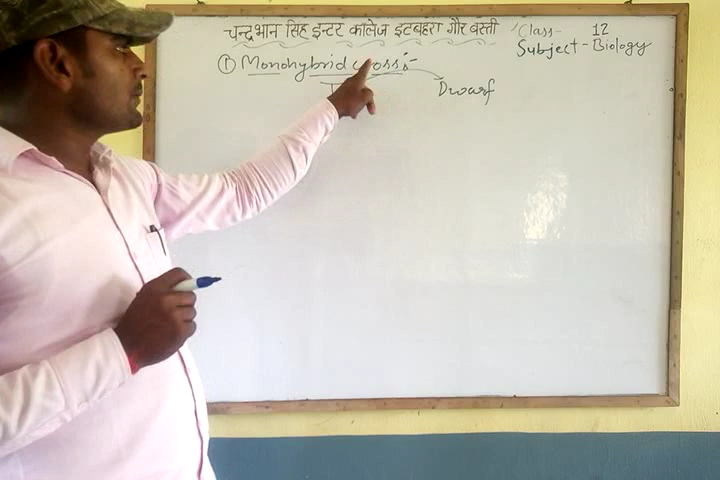 चन्द्रभान सिंह इन्टर कालेज इटबहरा गौर बस्ती
Class- 12
Subject - Biology
① Monohybrid cross:-
Dwarf